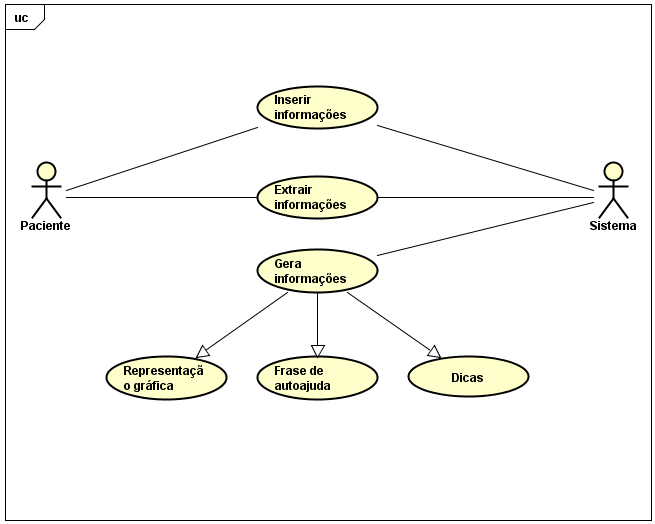 uc
Inserir
informações
Paciente
Extrair
informações
Sistema
Gera
informações
Representaçã
o gráfica
Frase de
autoajuda
Dicas